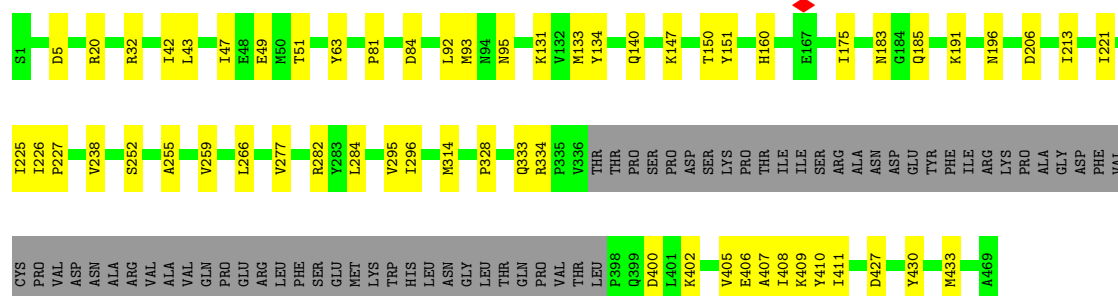 S1 D5 R20 R32 I42 L43 I47 E48 E49 M50 T51 Y63 P81 D84 L92 M93 N94 N95 K131 V132 M133 Y134 Q140 K147 T150 Y151 H160 E167 I175 N183 G184 Q185 K191 N196 D206 I213 I221
I225 I226 P227 V238 S252 A255 V259 L266 V277 R282 Y283 L284 V295 I296 M314 P328 Q333 R334 P335 V336 THR THR PRO SER PRO ASP SER LYS PRO THR ILE ILE SER ARG ALA ASN ASP GLU TYR PHE ILE ARG LYS PRO ALA GLY ASP PHE VAL
CYS PRO VAL ASP ASN ALA ARG VAL ALA VAL GLN PRO GLU ARG LEU PHE SER GLU MET LYS TRP HIS LEU ASN GLY LEU THR GLN PRO VAL THR LEU P398 Q399 D400 L401 K402 V405 E406 A407 I408 K409 Y410 I411 D427 Y430 M433 A469